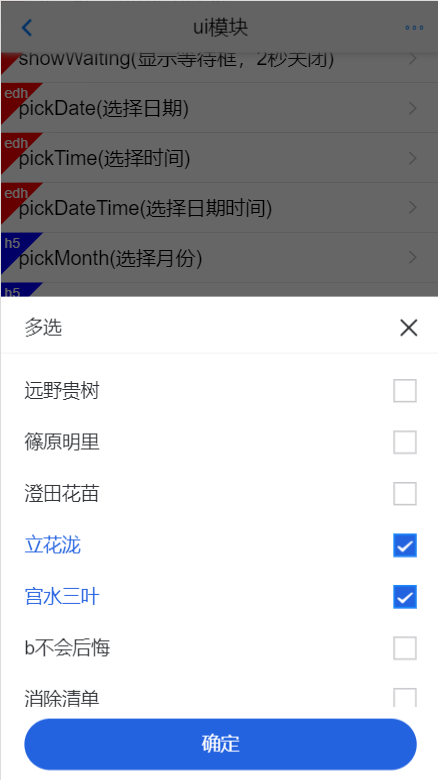 ui模块
showWaiting(显示等待框，2秒关闭)
edh
pickDate(选择日期)
edh
pickTime(选择时间)
edh
pickDateTime(选择日期时间)
h5
pickMonth(选择月份)
h5
多选
远野贵树
篠原明里
澄田花苗
立花泷
宫水三叶
b不会后悔
消除清单
确定